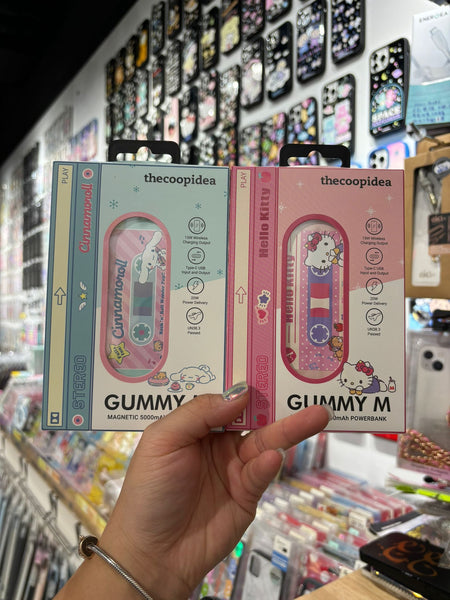 PLAY
Cinnamoroll
STEREO
thecoopidea
Cinnamoroll
15W Wireless
Charging Output
Type-C USB
Input and Output
20W
Power Delivery
UN38.3
Passed
GUMMY
MAGNETIC 5000mA
PLAY
Hello Kitty
STEREO
thecoopidea
Hello Kitty
15W Wireless
Charging Output
Type-C USB
Input and Output
20W
Power Delivery
UN38.3
Passed
GUMMY M
0mAh POWERBANK